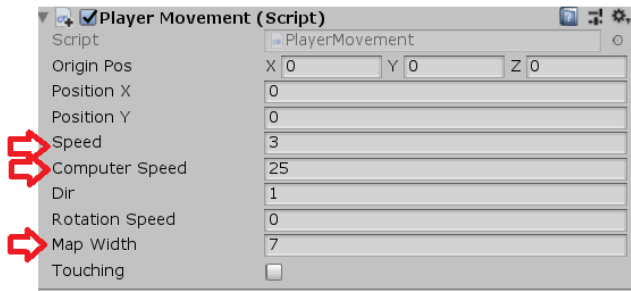 Player Movement (Script)
Script PlayerMovement
Origin Pos X 0 Y 0 Z 0
Position X 0
Position Y 0
Speed 3
Computer Speed 25
Dir 1
Rotation Speed 0
Map Width 7
Touching